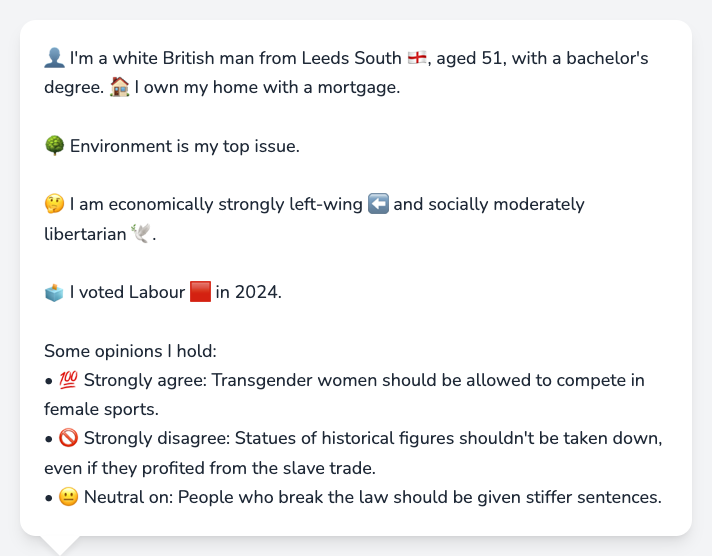 👤 I'm a white British man from Leeds South 🏴󠁧󠁢󠁥󠁮󠁧󠁿, aged 51, with a bachelor's
degree. 🏠 I own my home with a mortgage.
🌳 Environment is my top issue.
🤔 I am economically strongly left-wing ⬅️ and socially moderately
libertarian 🕊️.
🗳️ I voted Labour 🟥 in 2024.
Some opinions I hold:
• 💯 Strongly agree: Transgender women should be allowed to compete in
female sports.
• 🚫 Strongly disagree: Statues of historical figures shouldn't be taken down,
even if they profited from the slave trade.
• 😐 Neutral on: People who break the law should be given stiffer sentences.